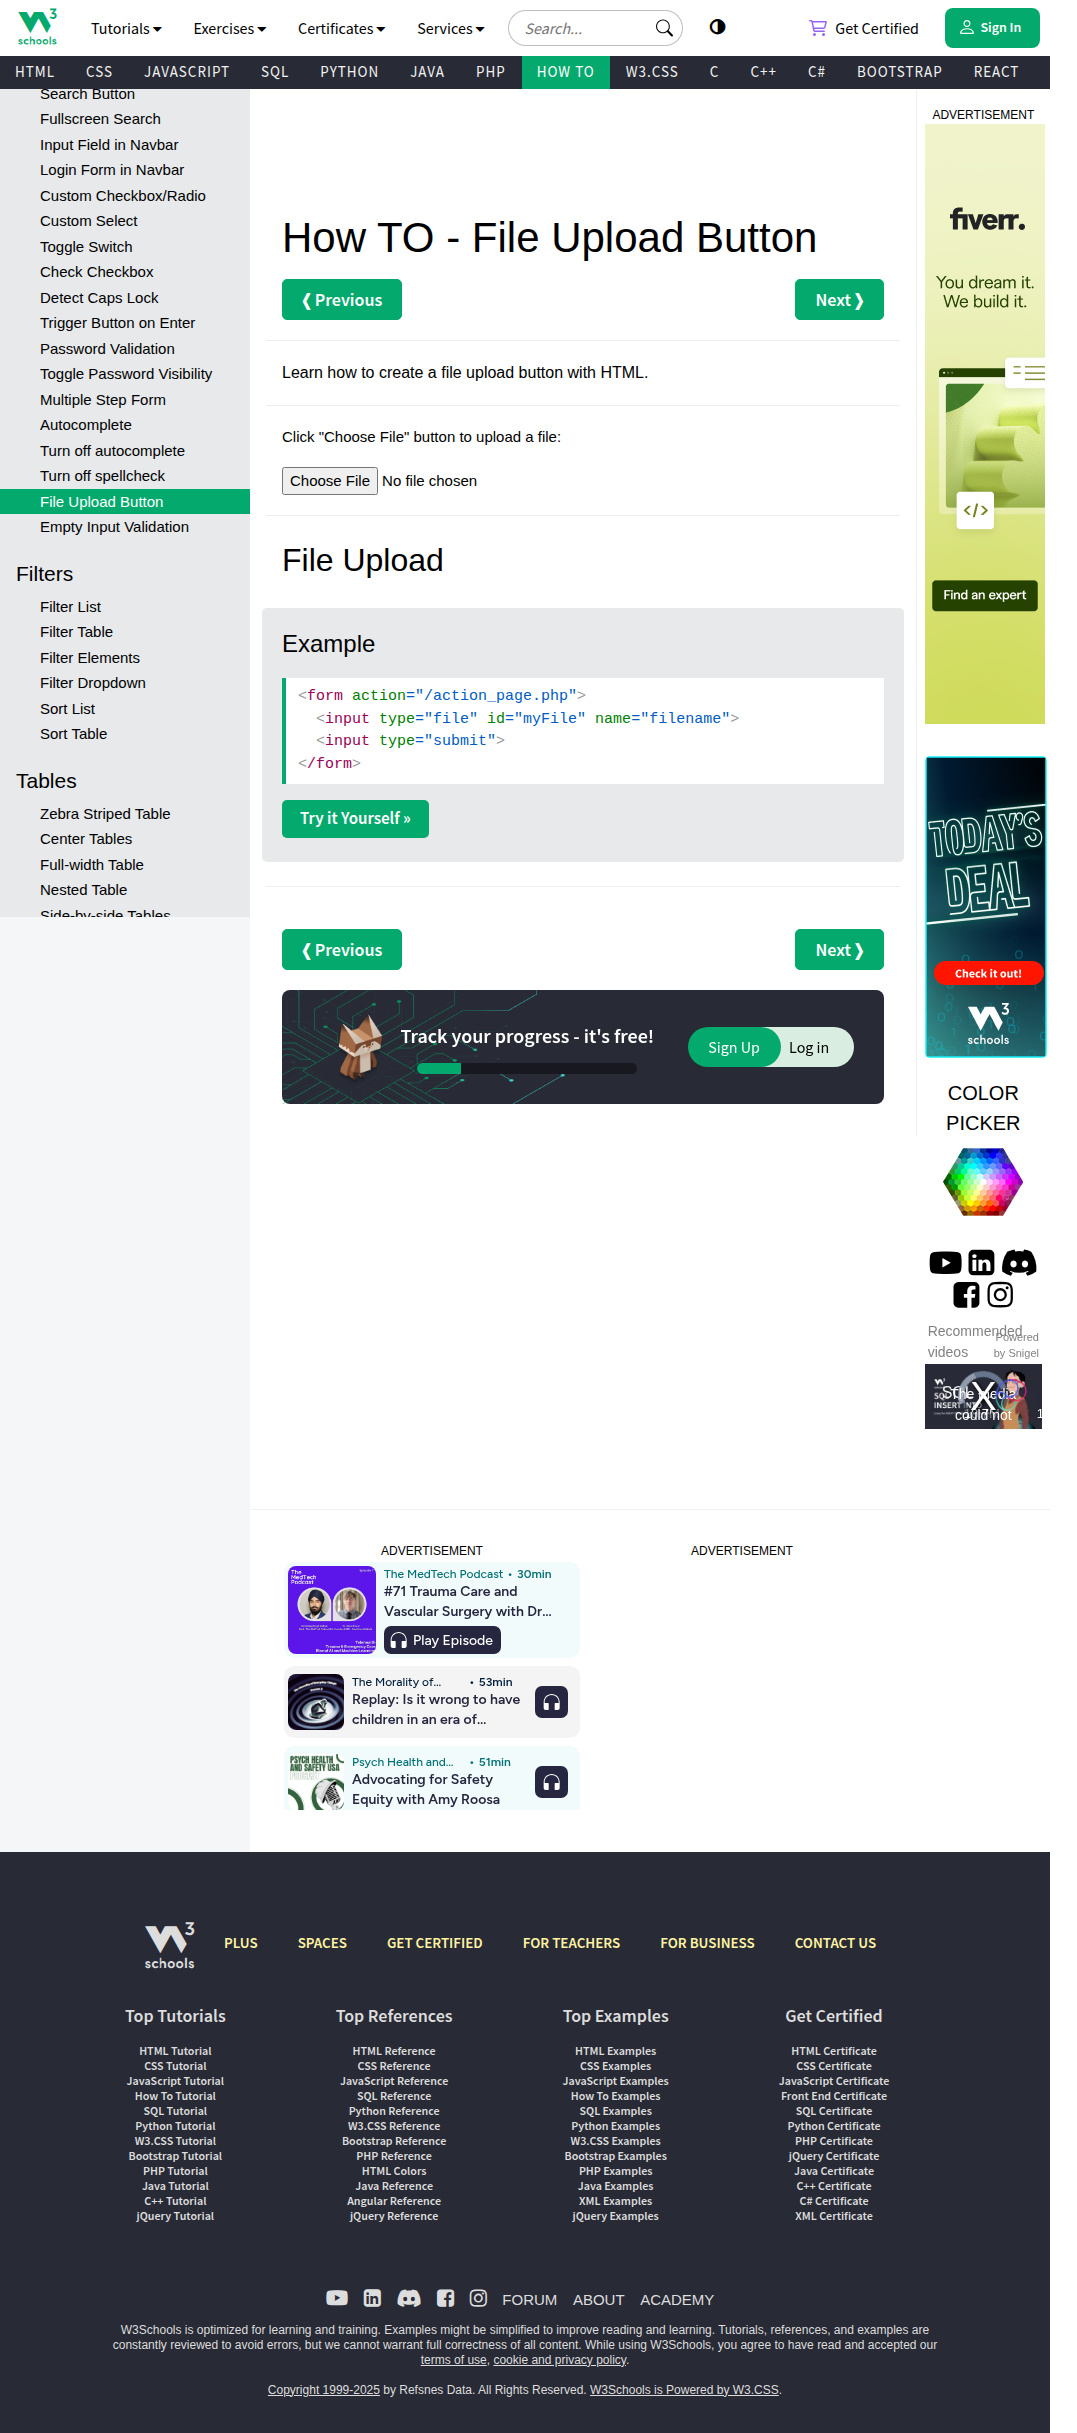 W3
schools
Tutorials Exercises Certificates Services Search... Get Certified Sign In
HTML CSS JAVASCRIPT SQL PYTHON JAVA PHP HOW TO W3.CSS C C++ C# BOOTSTRAP REACT
Search Button
Fullscreen Search
Input Field in Navbar
Login Form in Navbar
Custom Checkbox/Radio
Custom Select
Toggle Switch
Check Checkbox
Detect Caps Lock
Trigger Button on Enter
Password Validation
Toggle Password Visibility
Multiple Step Form
Autocomplete
Turn off autocomplete
Turn off spellcheck
File Upload Button
Empty Input Validation
Filters
Filter List
Filter Table
Filter Elements
Filter Dropdown
Sort List
Sort Table
Tables
Zebra Striped Table
Center Tables
Full-width Table
Nested Table
Side-by-side Tables
How TO - File Upload Button
❮ Previous
Next ❯
Learn how to create a file upload button with HTML.
Click "Choose File" button to upload a file:
Choose File No file chosen
File Upload
Example
<form action="/action_page.php">
  <input type="file" id="myFile" name="filename">
  <input type="submit">
</form>
Try it Yourself »
❮ Previous
Next ❯
Track your progress - it's free!
Sign Up Log in
ADVERTISEMENT
fiverr.
You dream it.
We build it.
</>
Find an expert
TODAY'S
DEAL
Check it out!
W3
schools
COLOR
PICKER
Recommended
videos
Powered
by Snigel
SQL
INSERT INTO
The media
could not
ADVERTISEMENT
The MedTech Podcast
The MedTech Podcast • 30min
#71 Trauma Care and
Vascular Surgery with Dr...
Play Episode
The Morality of... • 53min
Replay: Is it wrong to have
children in an era of...
PSYCH HEALTH
AND SAFETY USA
Psych Health and... • 51min
Advocating for Safety
Equity with Amy Roosa
ADVERTISEMENT
W3
schools
PLUS SPACES GET CERTIFIED FOR TEACHERS FOR BUSINESS CONTACT US
Top Tutorials
HTML Tutorial
CSS Tutorial
JavaScript Tutorial
How To Tutorial
SQL Tutorial
Python Tutorial
W3.CSS Tutorial
Bootstrap Tutorial
PHP Tutorial
Java Tutorial
C++ Tutorial
jQuery Tutorial
Top References
HTML Reference
CSS Reference
JavaScript Reference
SQL Reference
Python Reference
W3.CSS Reference
Bootstrap Reference
PHP Reference
HTML Colors
Java Reference
Angular Reference
jQuery Reference
Top Examples
HTML Examples
CSS Examples
JavaScript Examples
How To Examples
SQL Examples
Python Examples
W3.CSS Examples
Bootstrap Examples
PHP Examples
Java Examples
XML Examples
jQuery Examples
Get Certified
HTML Certificate
CSS Certificate
JavaScript Certificate
Front End Certificate
SQL Certificate
Python Certificate
PHP Certificate
jQuery Certificate
Java Certificate
C++ Certificate
C# Certificate
XML Certificate
FORUM ABOUT ACADEMY
W3Schools is optimized for learning and training. Examples might be simplified to improve reading and learning. Tutorials, references, and examples are
constantly reviewed to avoid errors, but we cannot warrant full correctness of all content. While using W3Schools, you agree to have read and accepted our
terms of use, cookie and privacy policy.
Copyright 1999-2025 by Refsnes Data. All Rights Reserved. W3Schools is Powered by W3.CSS.